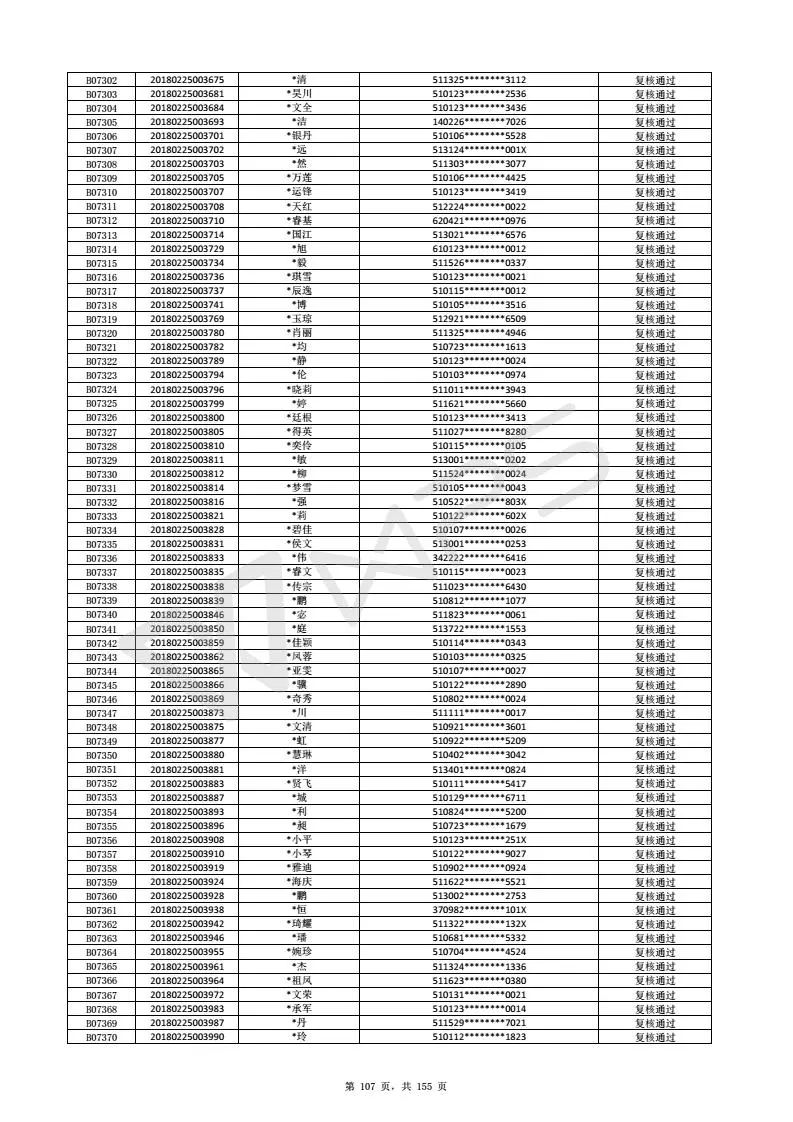 B07302 20180225003675 *清 511325********3112 复核通过
B07303 20180225003681 *昊川 510123********2536 复核通过
B07304 20180225003684 *文全 510123********3436 复核通过
B07305 20180225003693 *洁 140226********7026 复核通过
B07306 20180225003701 *银丹 510106********5528 复核通过
B07307 20180225003702 *远 513124********001X 复核通过
B07308 20180225003703 *然 511303********3077 复核通过
B07309 20180225003705 *万莲 510106********4425 复核通过
B07310 20180225003707 *运锋 510123********3419 复核通过
B07311 20180225003708 *天红 512224********0022 复核通过
B07312 20180225003710 *睿基 620421********0976 复核通过
B07313 20180225003714 *国江 513021********6576 复核通过
B07314 20180225003729 *旭 610123********0012 复核通过
B07315 20180225003734 *毅 511526********0337 复核通过
B07316 20180225003736 *琪雪 510123********0021 复核通过
B07317 20180225003737 *辰逸 510115********0012 复核通过
B07318 20180225003741 *博 510105********3516 复核通过
B07319 20180225003769 *玉琼 512921********6509 复核通过
B07320 20180225003780 *肖丽 511325********4946 复核通过
B07321 20180225003782 *均 510723********1613 复核通过
B07322 20180225003789 *静 510123********0024 复核通过
B07323 20180225003794 *伦 510103********0974 复核通过
B07324 20180225003796 *晓莉 511011********3943 复核通过
B07325 20180225003799 *婷 511621********5660 复核通过
B07326 20180225003800 *廷根 510123********3413 复核通过
B07327 20180225003805 *得英 511027********8280 复核通过
B07328 20180225003810 *奕伶 510115********0105 复核通过
B07329 20180225003811 *敏 513001********0202 复核通过
B07330 20180225003812 *柳 511524********0024 复核通过
B07331 20180225003814 *梦雪 510105********0043 复核通过
B07332 20180225003816 *强 510522********803X 复核通过
B07333 20180225003821 *莉 510122********602X 复核通过
B07334 20180225003828 *碧佳 510107********0026 复核通过
B07335 20180225003831 *侯文 513001********0253 复核通过
B07336 20180225003833 *伟 342222********6416 复核通过
B07337 20180225003835 *睿文 510115********0023 复核通过
B07338 20180225003838 *传宗 511023********6430 复核通过
B07339 20180225003839 *鹏 510812********1077 复核通过
B07340 20180225003846 *宓 511823********0061 复核通过
B07341 20180225003850 *庭 513722********1553 复核通过
B07342 20180225003859 *佳颖 510114********0343 复核通过
B07343 20180225003862 *凤蓉 510103********0325 复核通过
B07344 20180225003865 *亚雯 510107********0027 复核通过
B07345 20180225003866 *骥 510122********2890 复核通过
B07346 20180225003869 *奇秀 510802********0024 复核通过
B07347 20180225003873 *川 511111********0017 复核通过
B07348 20180225003875 *文清 510921********3601 复核通过
B07349 20180225003877 *虹 510922********5209 复核通过
B07350 20180225003880 *慧琳 510402********3042 复核通过
B07351 20180225003881 *洋 513401********0824 复核通过
B07352 20180225003883 *贤飞 510111********5417 复核通过
B07353 20180225003887 *城 510129********6711 复核通过
B07354 20180225003893 *利 510824********5200 复核通过
B07355 20180225003896 *昶 510723********1679 复核通过
B07356 20180225003908 *小平 510123********251X 复核通过
B07357 20180225003910 *小琴 510122********9027 复核通过
B07358 20180225003919 *雅迪 510902********0924 复核通过
B07359 20180225003924 *海庆 511622********5521 复核通过
B07360 20180225003928 *鹏 513002********2753 复核通过
B07361 20180225003938 *恒 370982********101X 复核通过
B07362 20180225003942 *琦耀 511322********132X 复核通过
B07363 20180225003946 *璠 510681********5332 复核通过
B07364 20180225003955 *婉珍 510704********4524 复核通过
B07365 20180225003961 *杰 511324********1336 复核通过
B07366 20180225003964 *祖凤 511623********0380 复核通过
B07367 20180225003972 *文荣 510131********0021 复核通过
B07368 20180225003983 *承军 510123********0014 复核通过
B07369 20180225003987 *丹 511529********7021 复核通过
B07370 20180225003990 *玲 510112********1823 复核通过
WPS
第 107 页，共 155 页